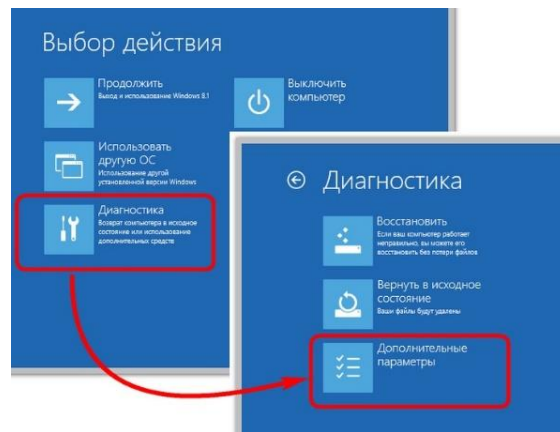 Выбор действия
Продолжить
Выход и использование Windows 8.1
Выключить
компьютер
Использовать
другую ОС
Использование другой
установленной версии Windows
Диагностика
Возврат компьютера в исходное
состояние или использование
дополнительных средств
Диагностика
Восстановить
Если ваш компьютер работает
неправильно, вы можете его
восстановить без потери файлов
Вернуть в исходное
состояние
Ваши файлы будут удалены
Дополнительные
параметры